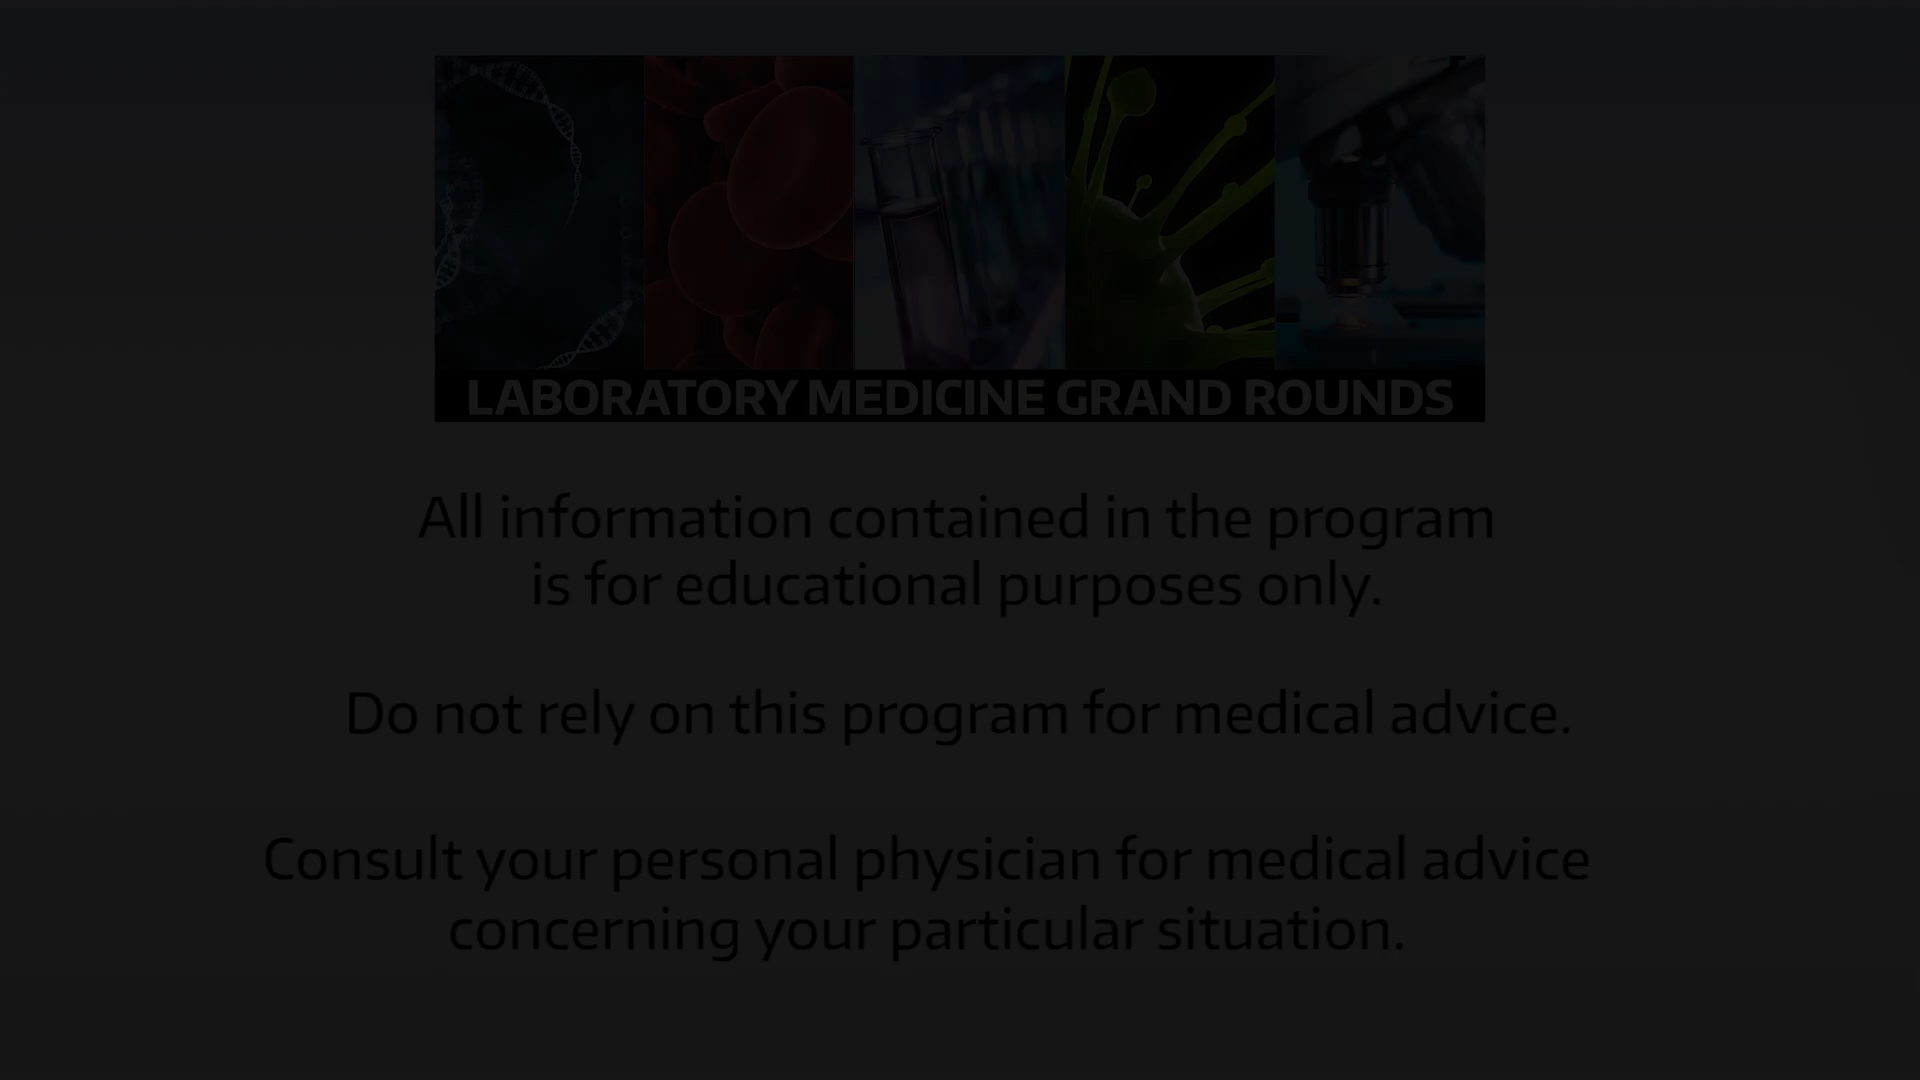 LABORATORY MEDICINE GRAND ROUNDS
All information contained in the program
is for educational purposes only.
Do not rely on this program for medical advice.
Consult your personal physician for medical advice
concerning your particular situation.